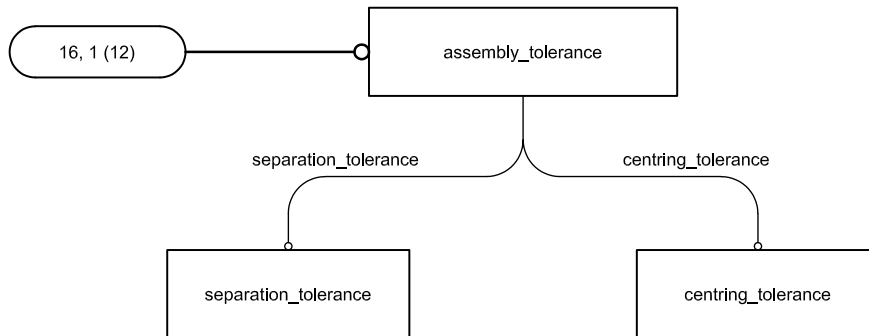 16, 1 (12)
assembly_tolerance
separation_tolerance
centring_tolerance
separation_tolerance
centring_tolerance